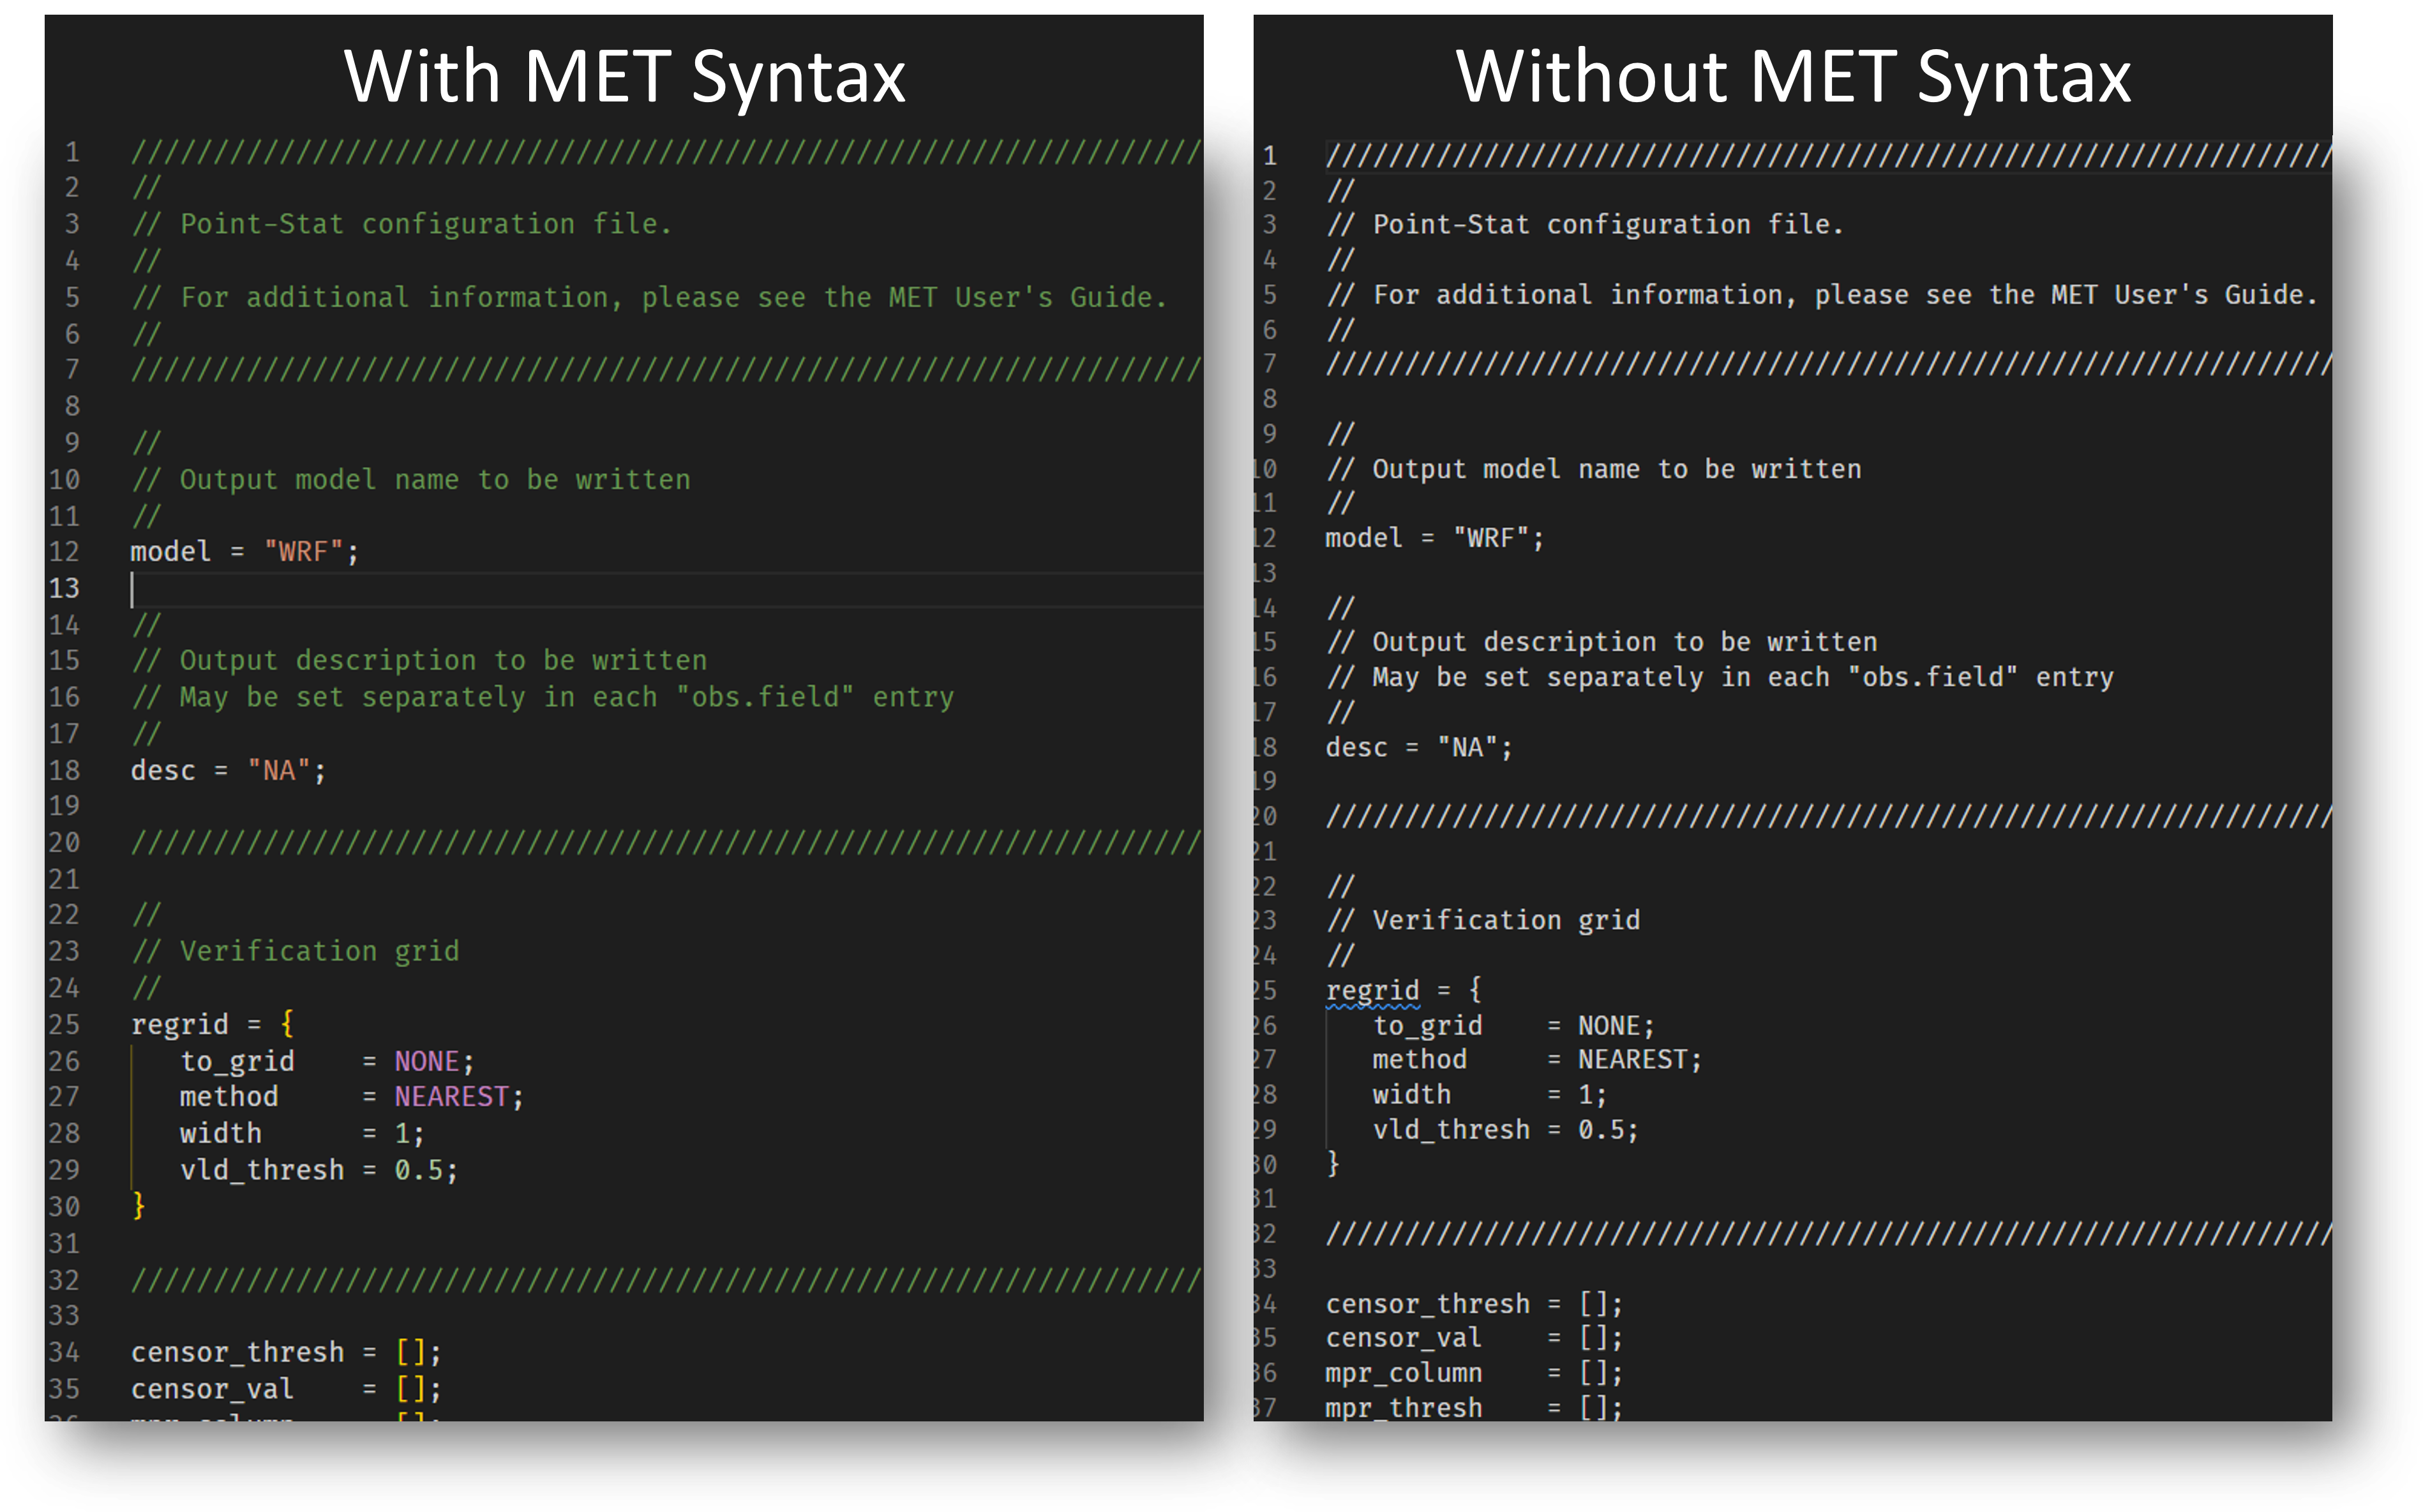 With MET Syntax
1 //////////////////////////////////////////////////////////////////
2 //
3 // Point-Stat configuration file.
4 //
5 // For additional information, please see the MET User's Guide.
6 //
7 //////////////////////////////////////////////////////////////////
8
9 //
10 // Output model name to be written
11 //
12 model = "WRF";
13
14 //
15 // Output description to be written
16 // May be set separately in each "obs.field" entry
17 //
18 desc = "NA";
19
20 //////////////////////////////////////////////////////////////////
21
22 //
23 // Verification grid
24 //
25 regrid = {
26    to_grid    = NONE;
27    method     = NEAREST;
28    width      = 1;
29    vld_thresh = 0.5;
30 }
31
32 //////////////////////////////////////////////////////////////////
33
34 censor_thresh = [];
35 censor_val    = [];
Without MET Syntax
1 ////////////////////////////////////////////////////////////////
2 //
3 // Point-Stat configuration file.
4 //
5 // For additional information, please see the MET User's Guide.
6 //
7 ////////////////////////////////////////////////////////////////
8
9 //
10 // Output model name to be written
11 //
12 model = "WRF";
13
14 //
15 // Output description to be written
16 // May be set separately in each "obs.field" entry
17 //
18 desc = "NA";
19
20 ////////////////////////////////////////////////////////////////
21
22 //
23 // Verification grid
24 //
25 regrid = {
26    to_grid    = NONE;
27    method     = NEAREST;
28    width      = 1;
29    vld_thresh = 0.5;
30 }
31
32 ////////////////////////////////////////////////////////////////
33
34 censor_thresh = [];
35 censor_val    = [];
36 mpr_column    = [];
37 mpr_thresh    = [];